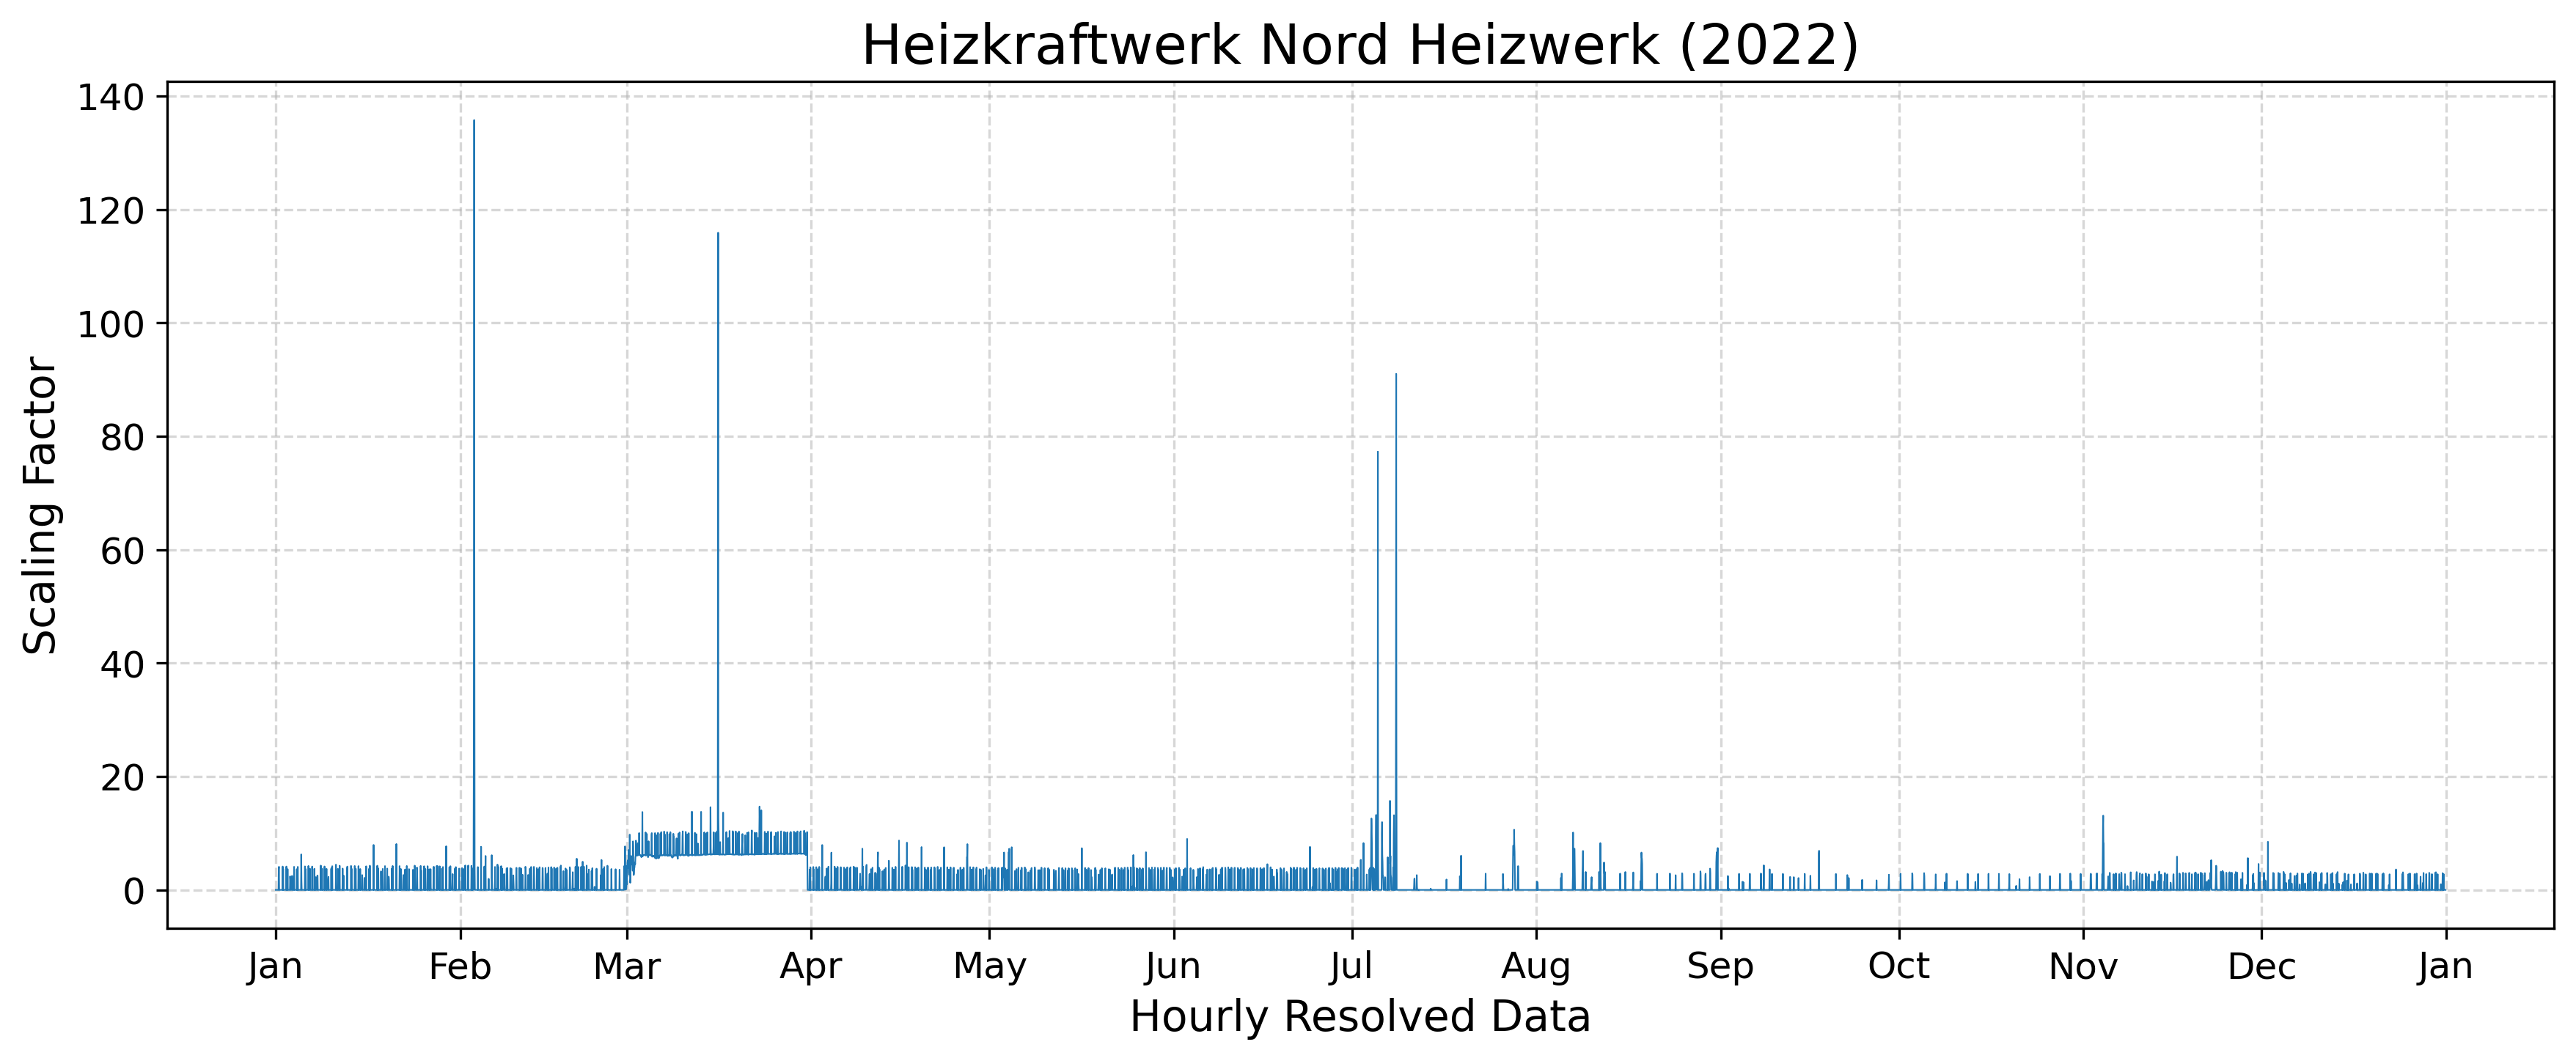 Heizkraftwerk Nord Heizwerk (2022)
Scaling Factor
140
120
100
80
60
40
20
0
Jan Feb Mar Apr May Jun Jul Aug Sep Oct Nov Dec Jan
Hourly Resolved Data